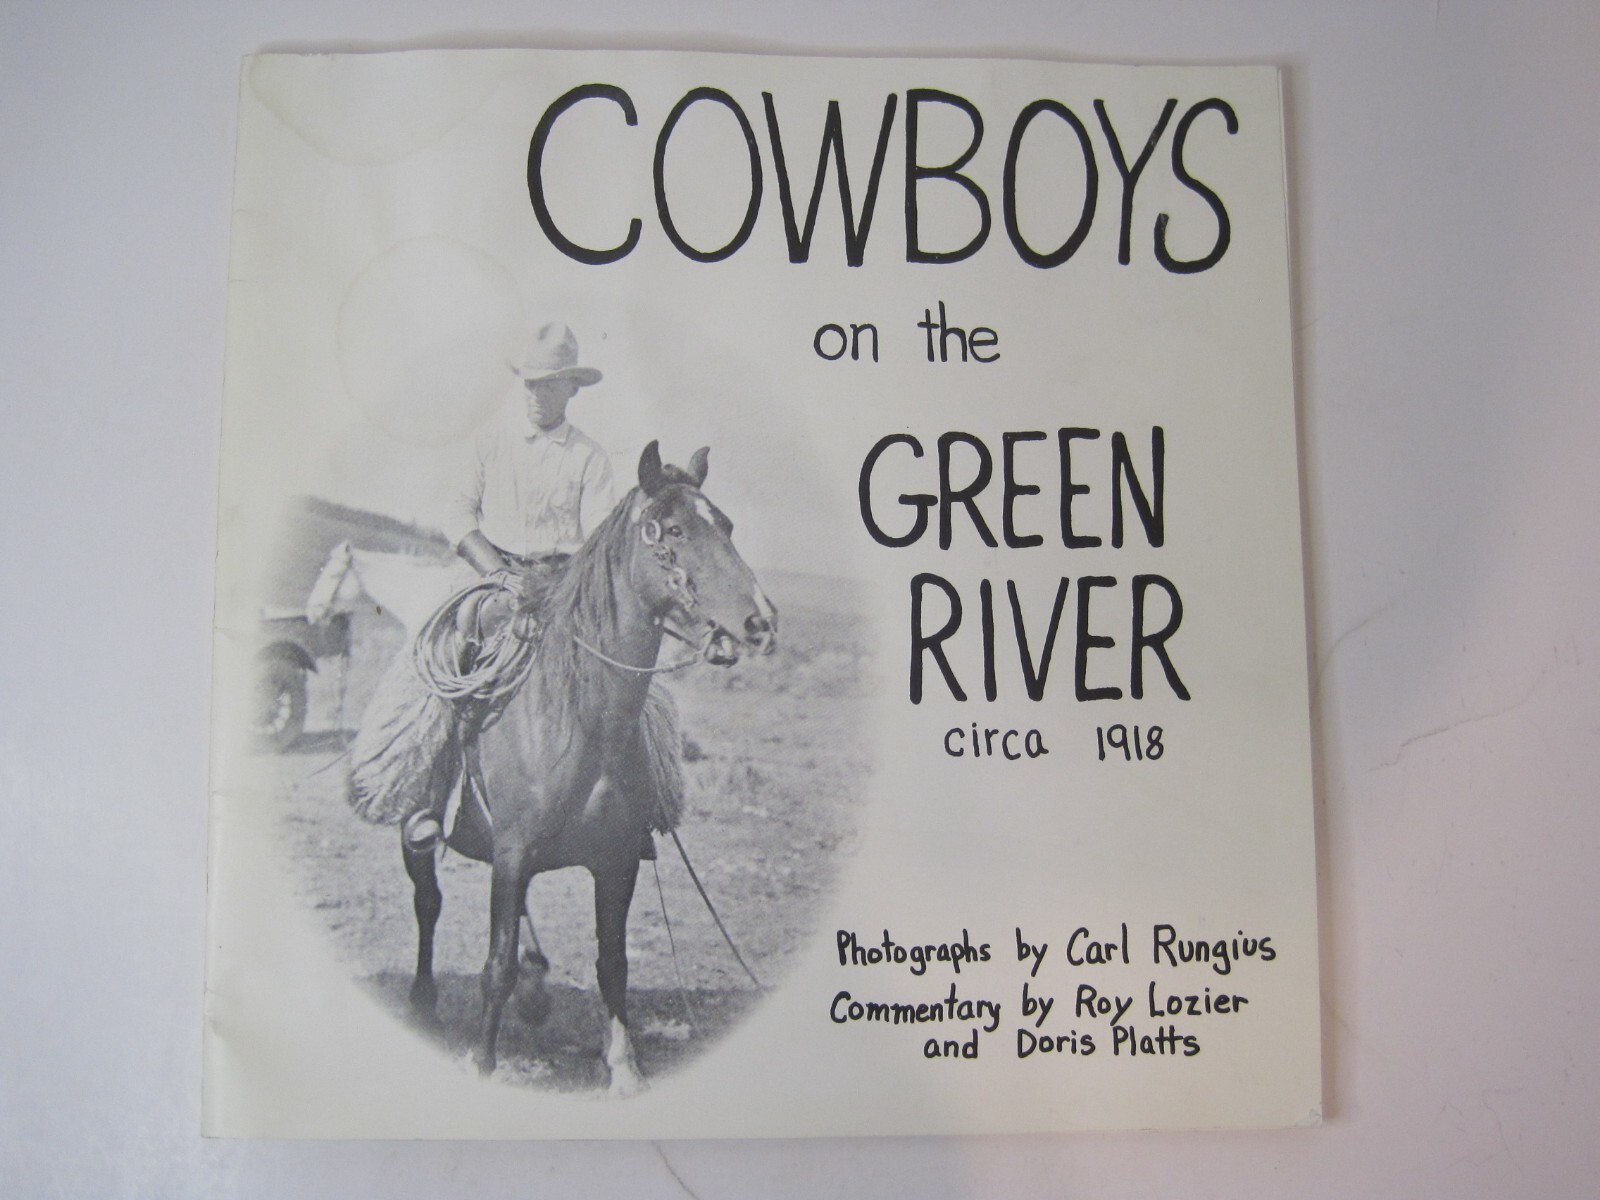 COWBOYS
on the
GREEN
RIVER
circa 1918
Photographs by Carl Rungius
Commentary by Roy Lozier
and Doris Platts